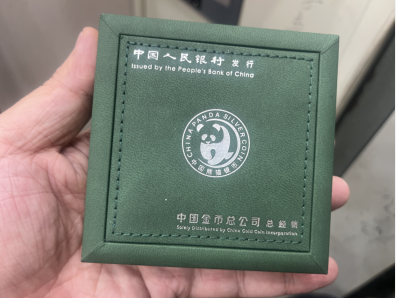 中国人民银行 发行
Issued by the People's Bank of China
CHINA PANDA SILVER COIN
中国熊猫银币
中国金币总公司 总经销
Solely Distributed by China Gold Coin Incorporation